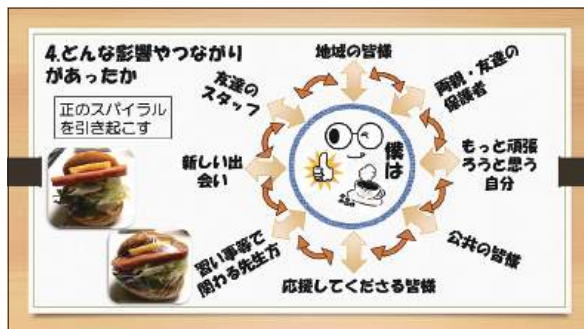 4.どんな影響やつながり
があったか
正のスパイラル
を引き起こす
地域の皆様
両親・友達の
保護者
もっと頑張
ろうと思う
自分
公共の皆様
応援してくださる皆様
習い事等で
関わる先生方
新しい出
会い
友達の
スタッフ
僕は